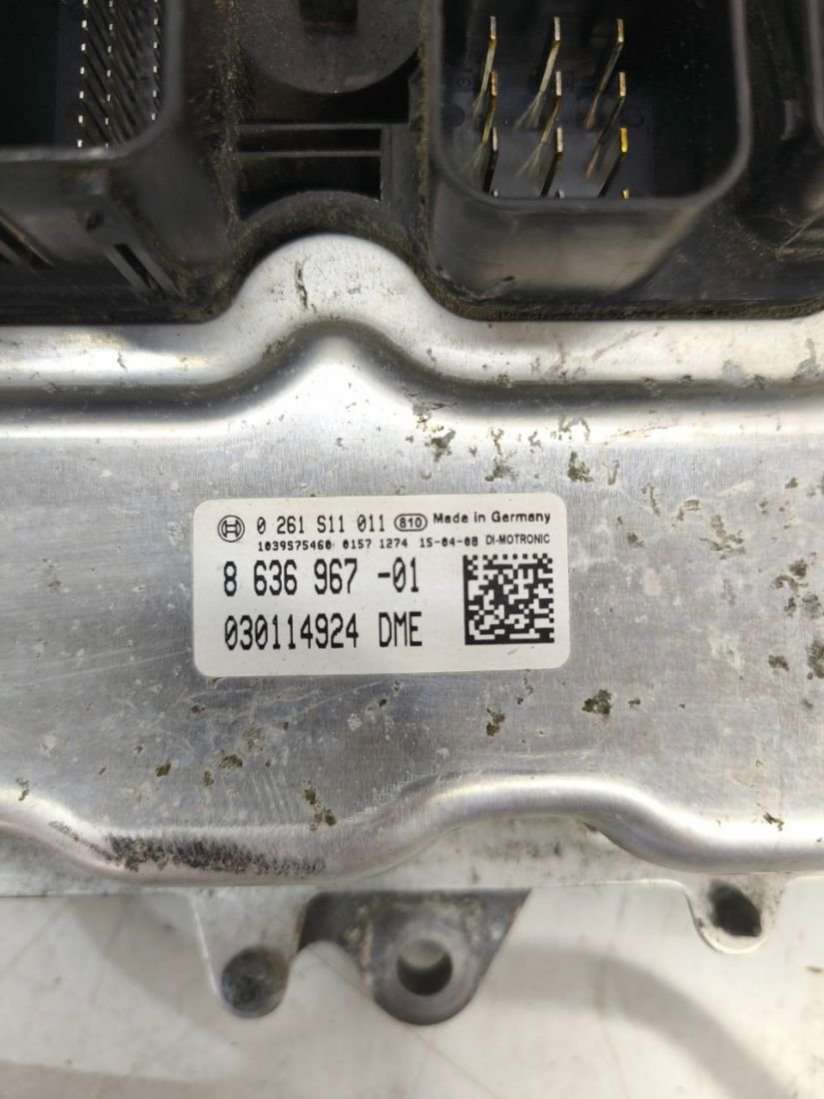 0 261 S11 011 810 Made in Germany
1039S75460 0157 1274 15-04-08 DI-MOTRONIC
8 636 967 -01
030114924 DME